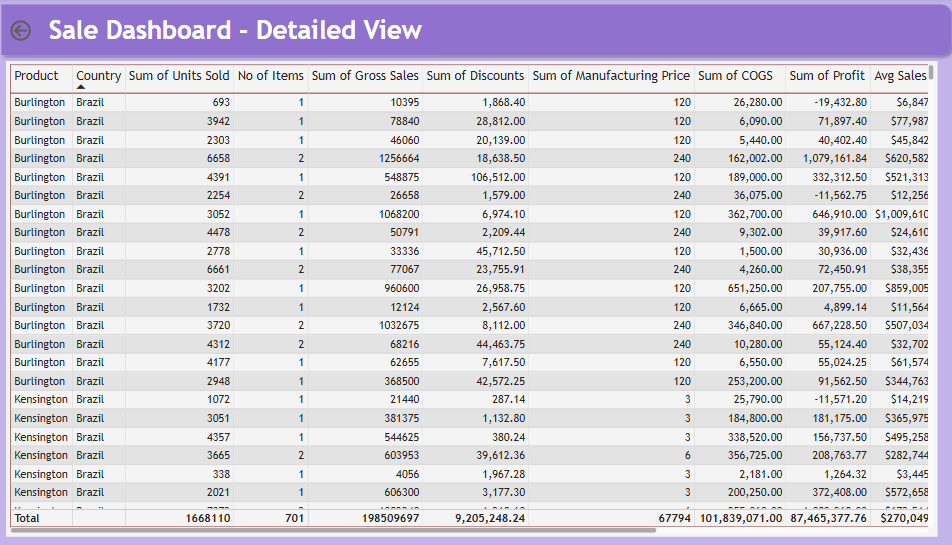 Sale Dashboard - Detailed View
Product Country Sum of Units Sold No of Items Sum of Gross Sales Sum of Discounts Sum of Manufacturing Price Sum of COGS Sum of Profit Avg Sales
Burlington Brazil 693 1 10395 1,868.40 120 26,280.00 -19,432.80 $6,847
Burlington Brazil 3942 1 78840 28,812.00 120 6,090.00 71,897.40 $77,987
Burlington Brazil 2303 1 46060 20,139.00 120 5,440.00 40,402.40 $45,842
Burlington Brazil 6658 2 1256664 18,638.50 240 162,002.00 1,079,161.84 $620,582
Burlington Brazil 4391 1 548875 106,512.00 120 189,000.00 332,312.50 $521,313
Burlington Brazil 2254 2 26658 1,579.00 240 36,075.00 -11,562.75 $12,256
Burlington Brazil 3052 1 1068200 6,974.10 120 362,700.00 646,910.00 $1,009,610
Burlington Brazil 4478 2 50791 2,209.44 240 9,302.00 39,917.60 $24,610
Burlington Brazil 2778 1 33336 45,712.50 120 1,500.00 30,936.00 $32,436
Burlington Brazil 6661 2 77067 23,755.91 240 4,260.00 72,450.91 $38,355
Burlington Brazil 3202 1 960600 26,958.75 120 651,250.00 207,755.00 $859,005
Burlington Brazil 1732 1 12124 2,567.60 120 6,665.00 4,899.14 $11,564
Burlington Brazil 3720 2 1032675 8,112.00 240 346,840.00 667,228.50 $507,034
Burlington Brazil 4312 2 68216 44,463.75 240 10,280.00 55,124.40 $32,702
Burlington Brazil 4177 1 62655 7,617.50 120 6,550.00 55,024.25 $61,574
Burlington Brazil 2948 1 368500 42,572.25 120 253,200.00 91,562.50 $344,763
Kensington Brazil 1072 1 21440 287.14 3 25,790.00 -11,571.20 $14,219
Kensington Brazil 3051 1 381375 1,132.80 3 184,800.00 181,175.00 $365,975
Kensington Brazil 4357 1 544625 380.24 3 338,520.00 156,737.50 $495,258
Kensington Brazil 3665 2 603953 39,612.36 6 356,725.00 208,763.77 $282,744
Kensington Brazil 338 1 4056 1,967.28 3 2,181.00 1,264.32 $3,445
Kensington Brazil 2021 1 606300 3,177.30 3 200,250.00 372,408.00 $572,658
Total 1668110 701 198509697 9,205,248.24 67794 101,839,071.00 87,465,377.76 $270,049